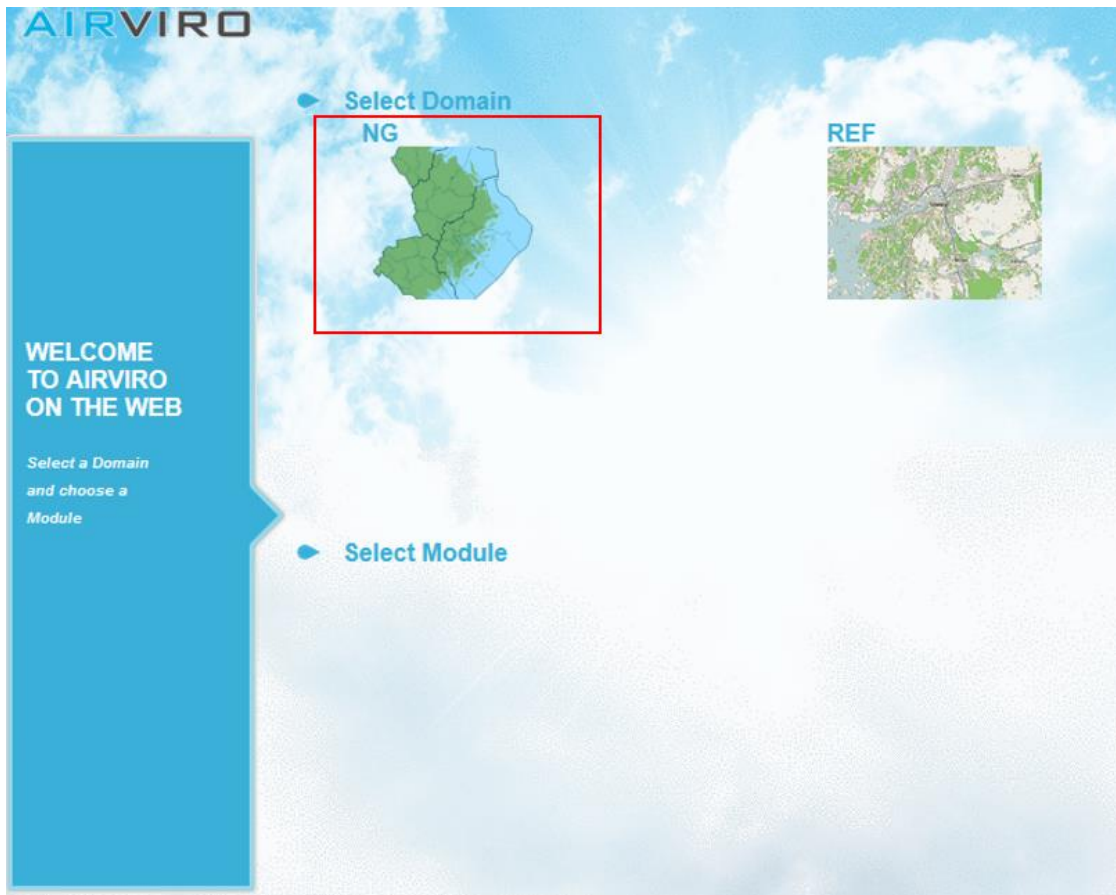 AIRVIRO
Select Domain
NG
REF
WELCOME
TO AIRVIRO
ON THE WEB
Select a Domain
and choose a
Module
Select Module